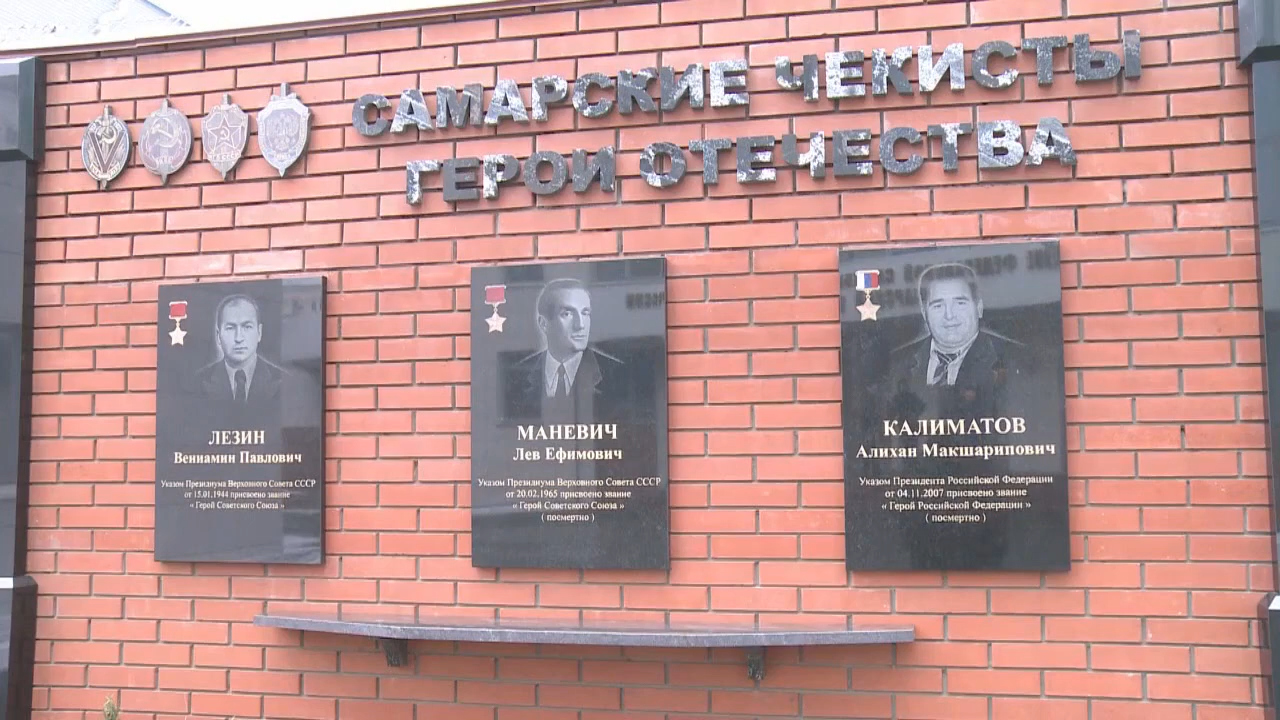 САМАРСКИЕ ЧЕКИСТЫ
ГЕРОИ ОТЕЧЕСТВА
ЛЕЗИН
Вениамин Павлович
Указом Президиума Верховного Совета СССР
от 15.01.1944 присвоено звание
« Герой Советского Союза »
МАНЕВИЧ
Лев Ефимович
Указом Президиума Верховного Совета СССР
от 20.02.1965 присвоено звание
« Герой Советского Союза »
( посмертно )
КАЛИМАТОВ
Алихан Макшарипович
Указом Президента Российской Федерации
от 04.11.2007 присвоено звание
« Герой Российской Федерации »
( посмертно )